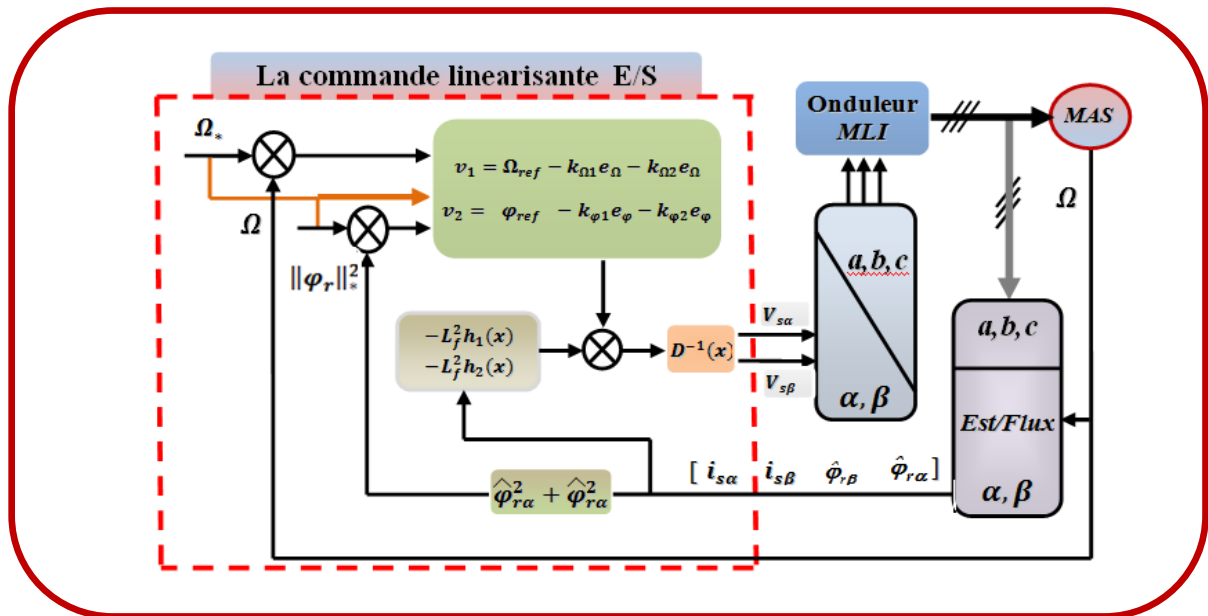 La commande linearisante E/S
Onduleur
MLI
MAS
Ω*
v₁ = Ω_ref − k_Ω1 e_Ω − k_Ω2 e_Ω
v₂ = φ_ref − k_φ1 e_φ − k_φ2 e_φ
Ω
Ω
‖φ_r‖²_*
a, b, c
a, b, c
−L_f² h₁(x)
−L_f² h₂(x)
D⁻¹(x)
V_sα
V_sβ
α, β
Est/Flux
α, β
[ i_sα i_sβ φ̂_rβ φ̂_rα ]
φ̂²_rα + φ̂²_rα